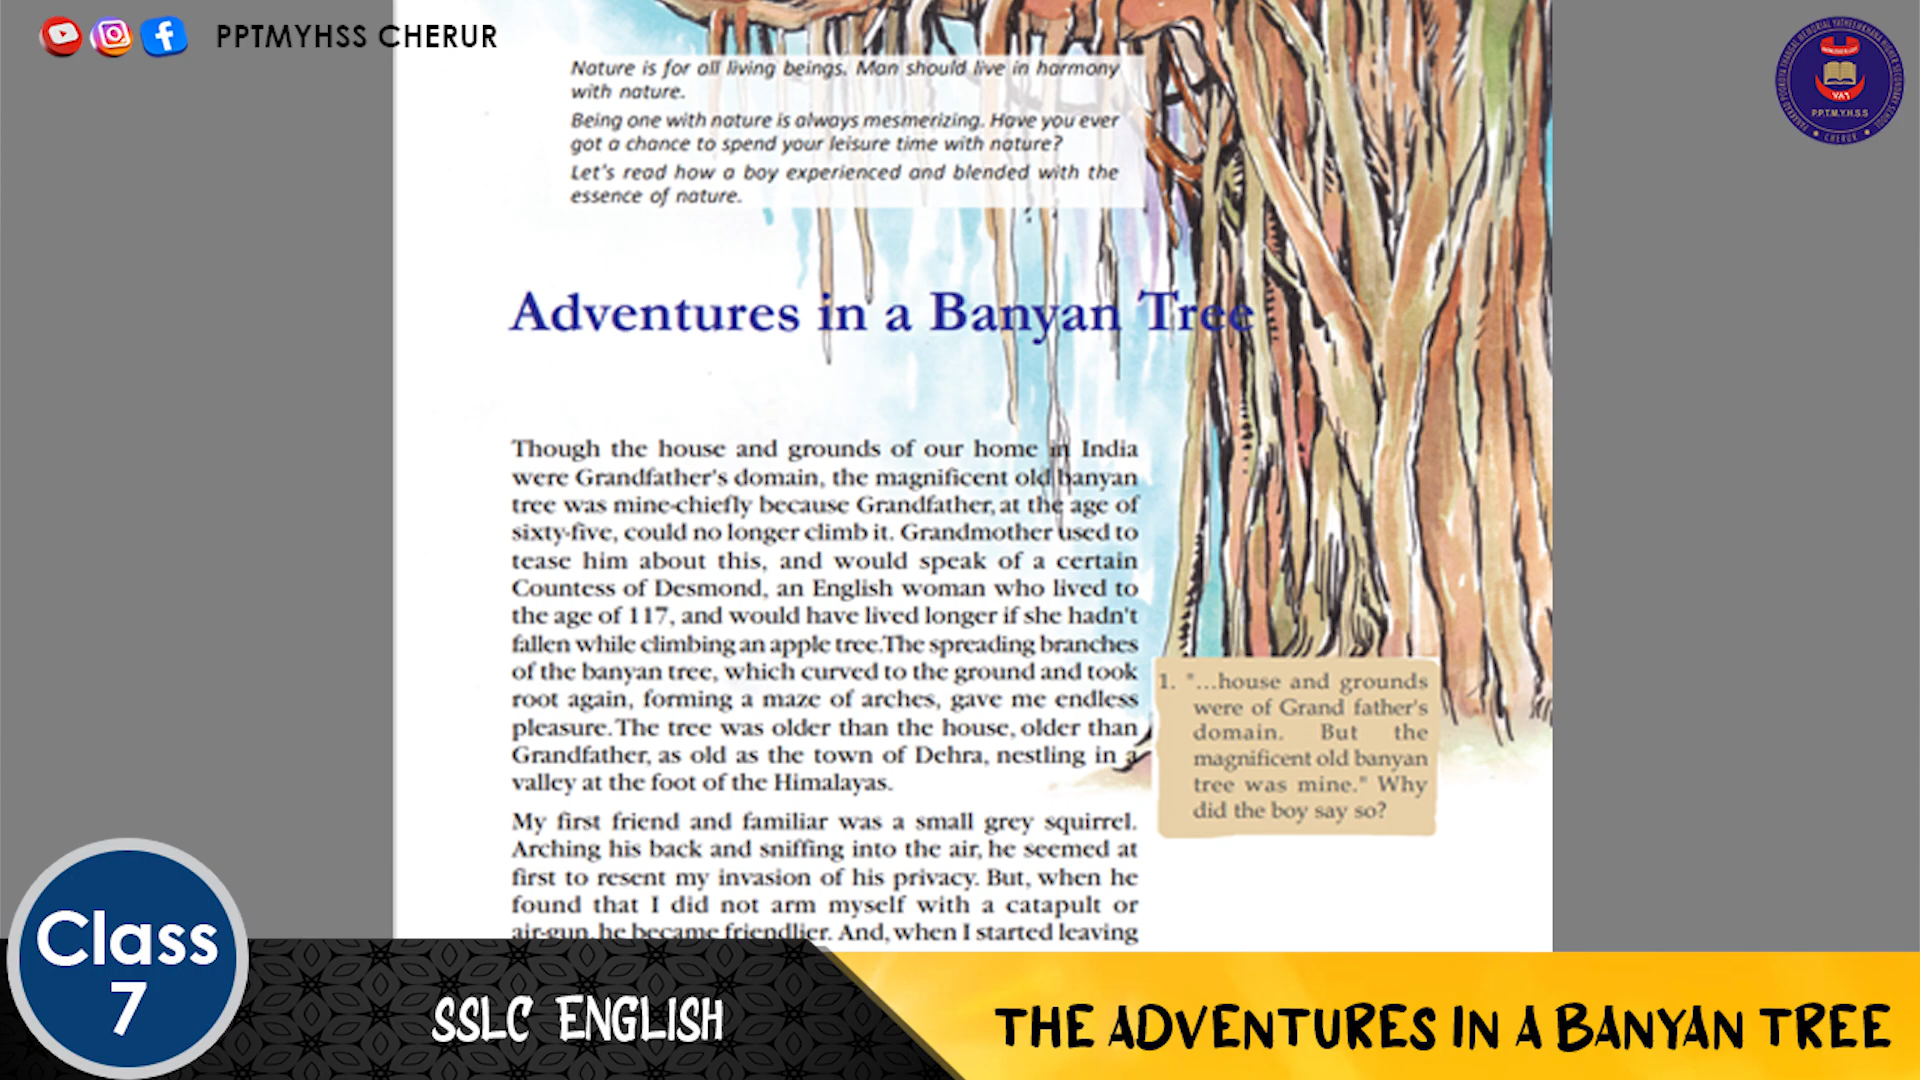 PPTMYHSS CHERUR
Nature is for all living beings. Man should live in harmony
with nature.
Being one with nature is always mesmerizing. Have you ever
got a chance to spend your leisure time with nature?
Let's read how a boy experienced and blended with the
essence of nature.
Adventures in a Banyan Tree
Though the house and grounds of our home in India
were Grandfather's domain, the magnificent old banyan
tree was mine-chiefly because Grandfather, at the age of
sixty-five, could no longer climb it. Grandmother used to
tease him about this, and would speak of a certain
Countess of Desmond, an English woman who lived to
the age of 117, and would have lived longer if she hadn't
fallen while climbing an apple tree.The spreading branches
of the banyan tree, which curved to the ground and took
root again, forming a maze of arches, gave me endless
pleasure. The tree was older than the house, older than
Grandfather, as old as the town of Dehra, nestling in a
valley at the foot of the Himalayas.
My first friend and familiar was a small grey squirrel.
Arching his back and sniffing into the air, he seemed at
first to resent my invasion of his privacy. But, when he
found that I did not arm myself with a catapult or
air-gun, he became friendlier. And, when I started leaving
1. "...house and grounds
were of Grand father's
domain. But the
magnificent old banyan
tree was mine." Why
did the boy say so?
P.P.T.M.Y.H.S.S
CHERUR
Class
7
SSLC ENGLISH
THE ADVENTURES IN A BANYAN TREE